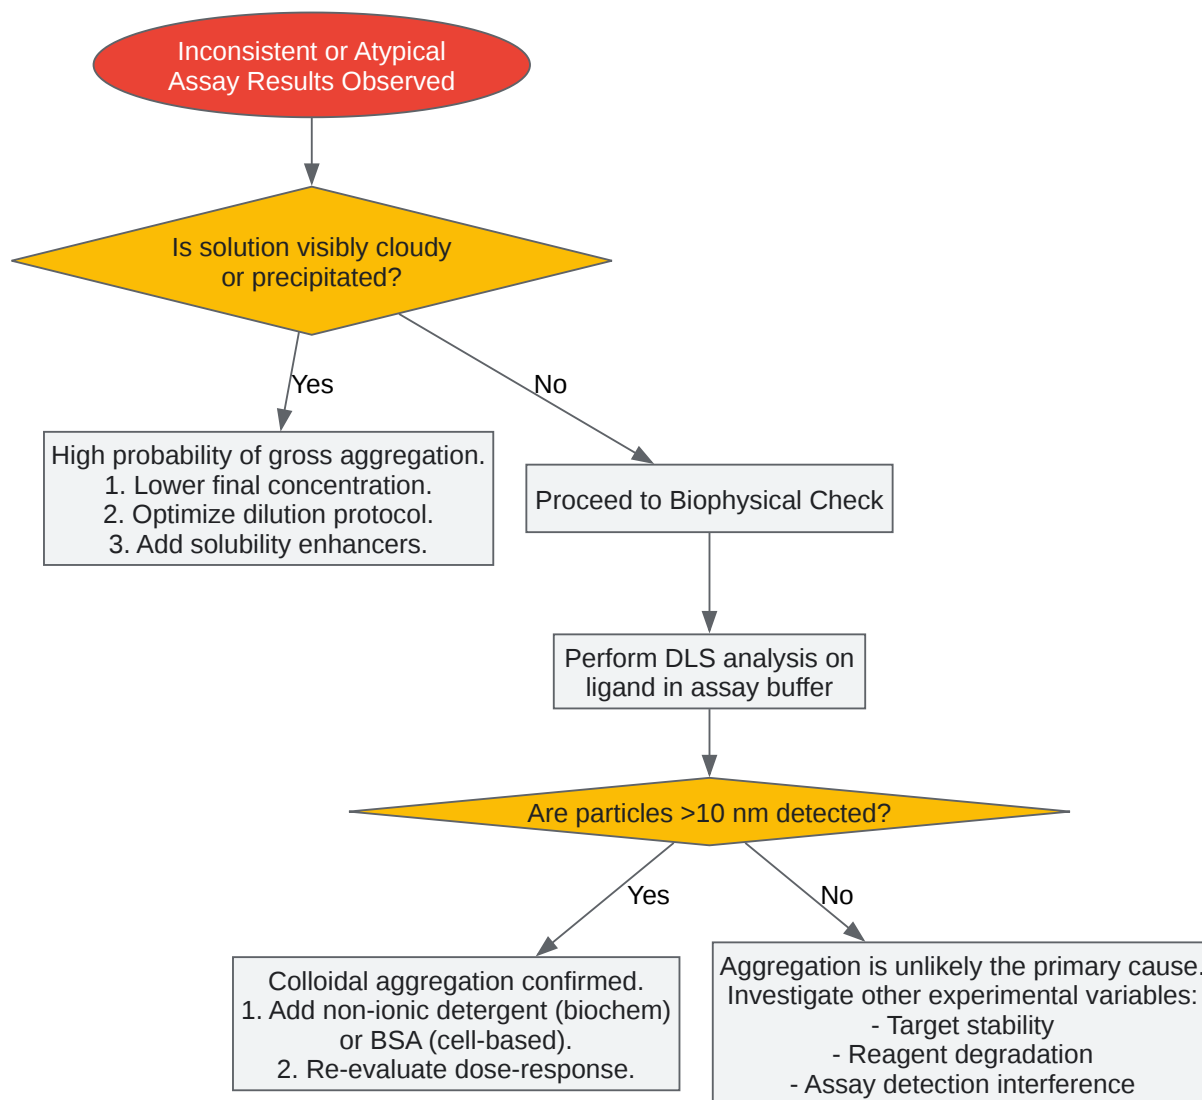 Inconsistent or Atypical
Assay Results Observed
Is solution visibly cloudy
or precipitated?
Yes
No
High probability of gross aggregation.
1. Lower final concentration.
2. Optimize dilution protocol.
3. Add solubility enhancers.
Proceed to Biophysical Check
Perform DLS analysis on
ligand in assay buffer
Are particles >10 nm detected?
Yes
No
Colloidal aggregation confirmed.
1. Add non-ionic detergent (biochem)
or BSA (cell-based).
2. Re-evaluate dose-response.
Aggregation is unlikely the primary cause.
Investigate other experimental variables:
- Target stability
- Reagent degradation
- Assay detection interference